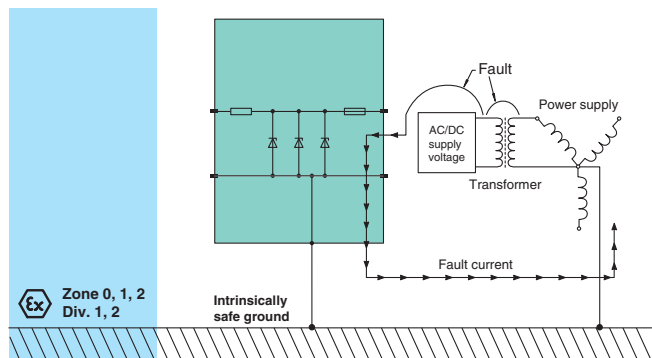 Fault
Power supply
AC/DC
supply
voltage
Transformer
Fault current
Ex
Zone 0, 1, 2
Div. 1, 2
Intrinsically
safe ground